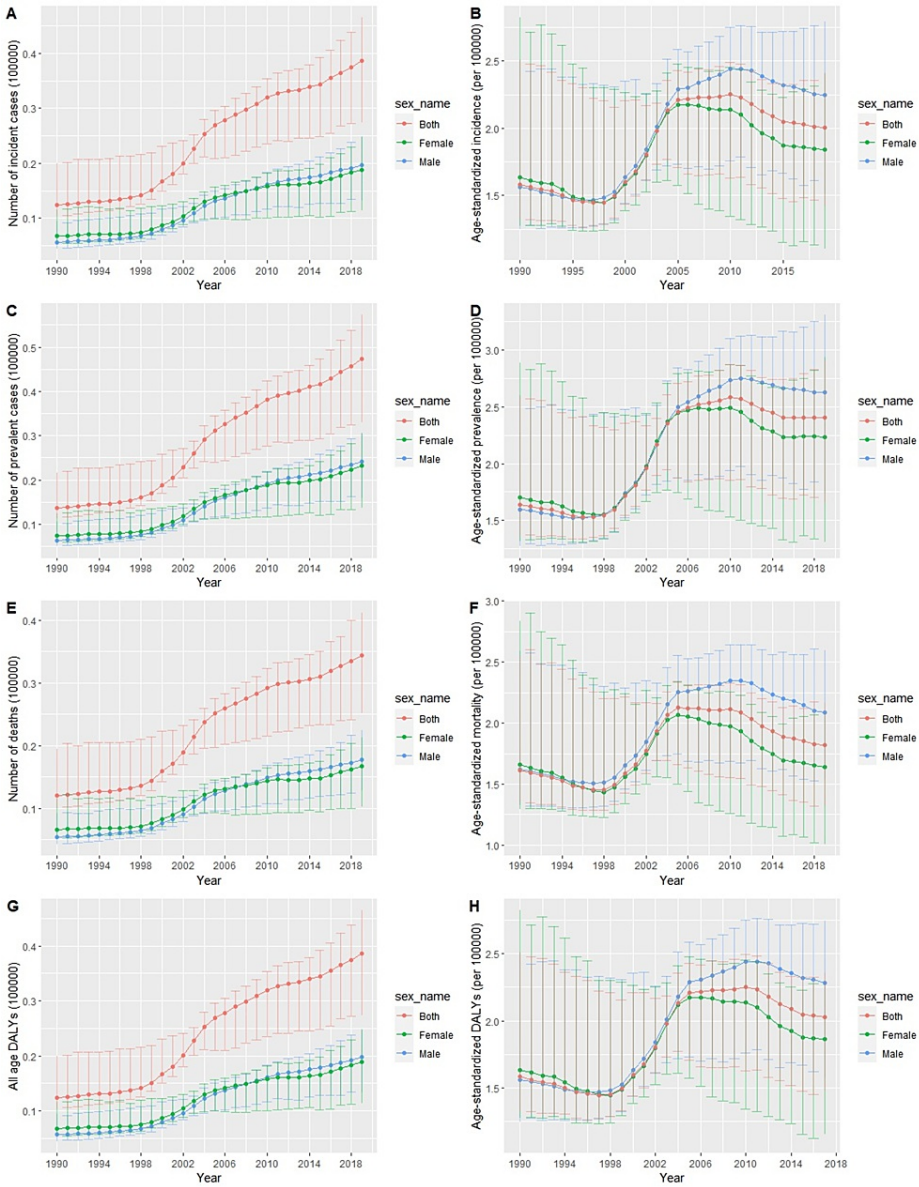 A
Number of incident cases (100000)
0.4
0.3
0.2
0.1
1990 1994 1998 2002 2006 2010 2014 2018
Year
sex_name
Both
Female
Male
B
Age-standardized incidence (per 100000)
2.5
2.0
1.5
1990 1995 2000 2005 2010 2015
Year
sex_name
Both
Female
Male
C
Number of prevalent cases (100000)
0.5
0.4
0.3
0.2
0.1
1990 1994 1998 2002 2006 2010 2014 2018
Year
sex_name
Both
Female
Male
D
Age-standardized prevalence (per 100000)
3.0
2.5
2.0
1.5
1990 1994 1998 2002 2006 2010 2014 2018
Year
sex_name
Both
Female
Male
E
Number of deaths (100000)
0.4
0.3
0.2
0.1
1990 1994 1998 2002 2006 2010 2014 2018
Year
sex_name
Both
Female
Male
F
Age-standardized mortality (per 100000)
3.0
2.5
2.0
1.5
1.0
1990 1994 1998 2002 2006 2010 2014 2018
Year
sex_name
Both
Female
Male
G
All age DALYs (100000)
0.4
0.3
0.2
0.1
1990 1994 1998 2002 2006 2010 2014 2018
Year
sex_name
Both
Female
Male
H
Age-standardized DALYs (per 100000)
2.5
2.0
1.5
1990 1994 1998 2002 2006 2010 2014 2018
Year
sex_name
Both
Female
Male